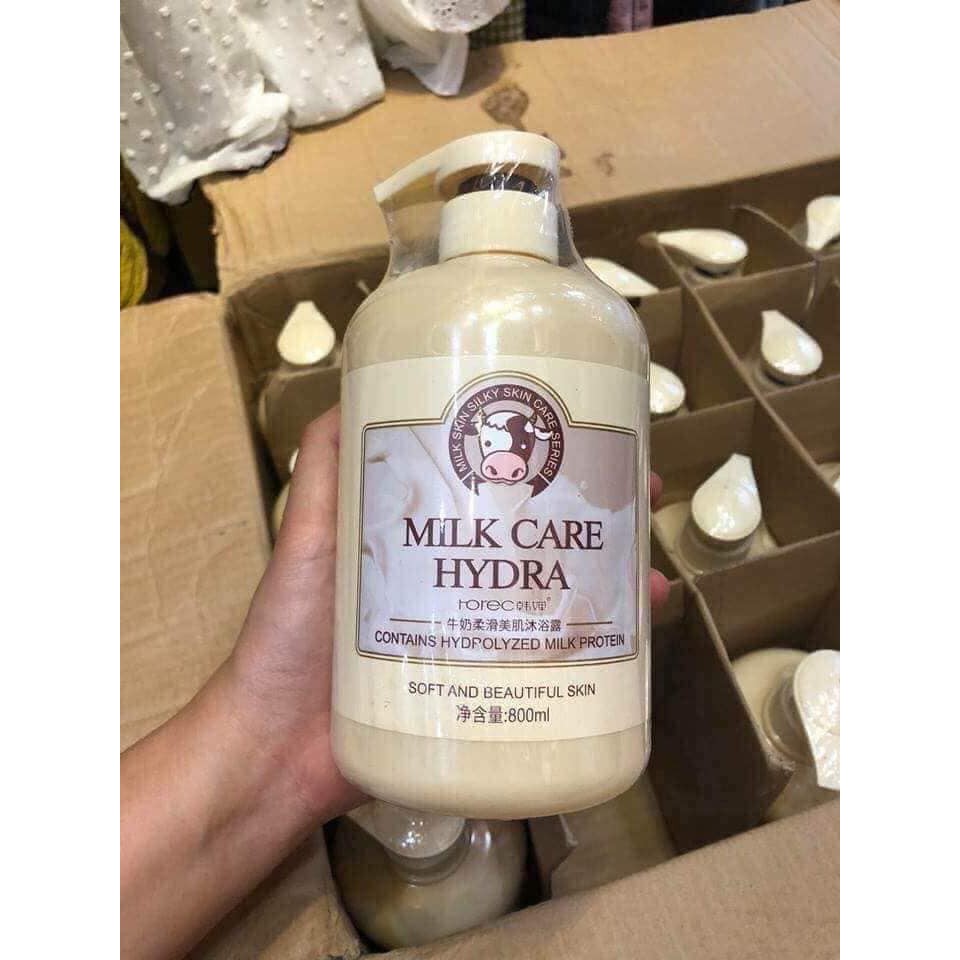 MILK SKIN SILKY SKIN CARE SERIES
MILK CARE
HYDRA
rorec韩婵®
牛奶柔滑美肌沐浴露
CONTAINS HYDROLYZED MILK PROTEIN
SOFT AND BEAUTIFUL SKIN
净含量:800ml